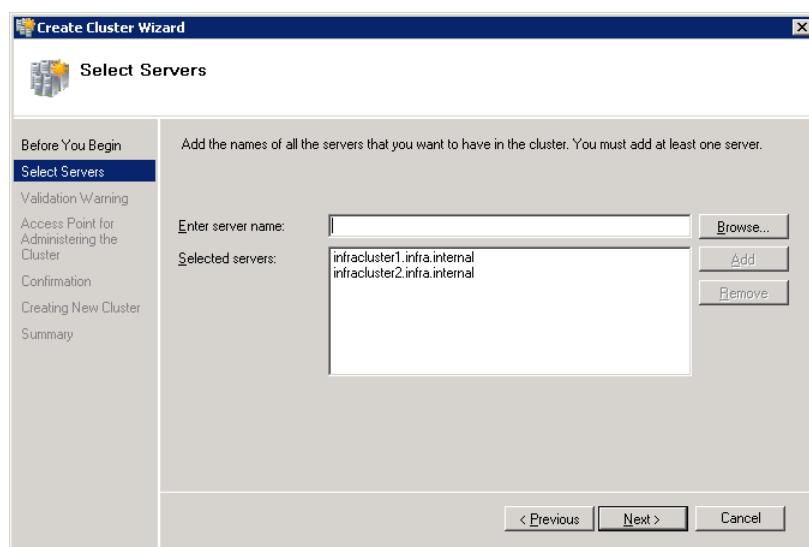 Create Cluster Wizard
Select Servers
Before You Begin
Select Servers
Validation Warning
Access Point for
Administering the
Cluster
Confirmation
Creating New Cluster
Summary
Add the names of all the servers that you want to have in the cluster. You must add at least one server.
Enter server name:
Browse...
Selected servers:
infracluster1.infra.internal
infracluster2.infra.internal
Add
Remove
< Previous
Next >
Cancel